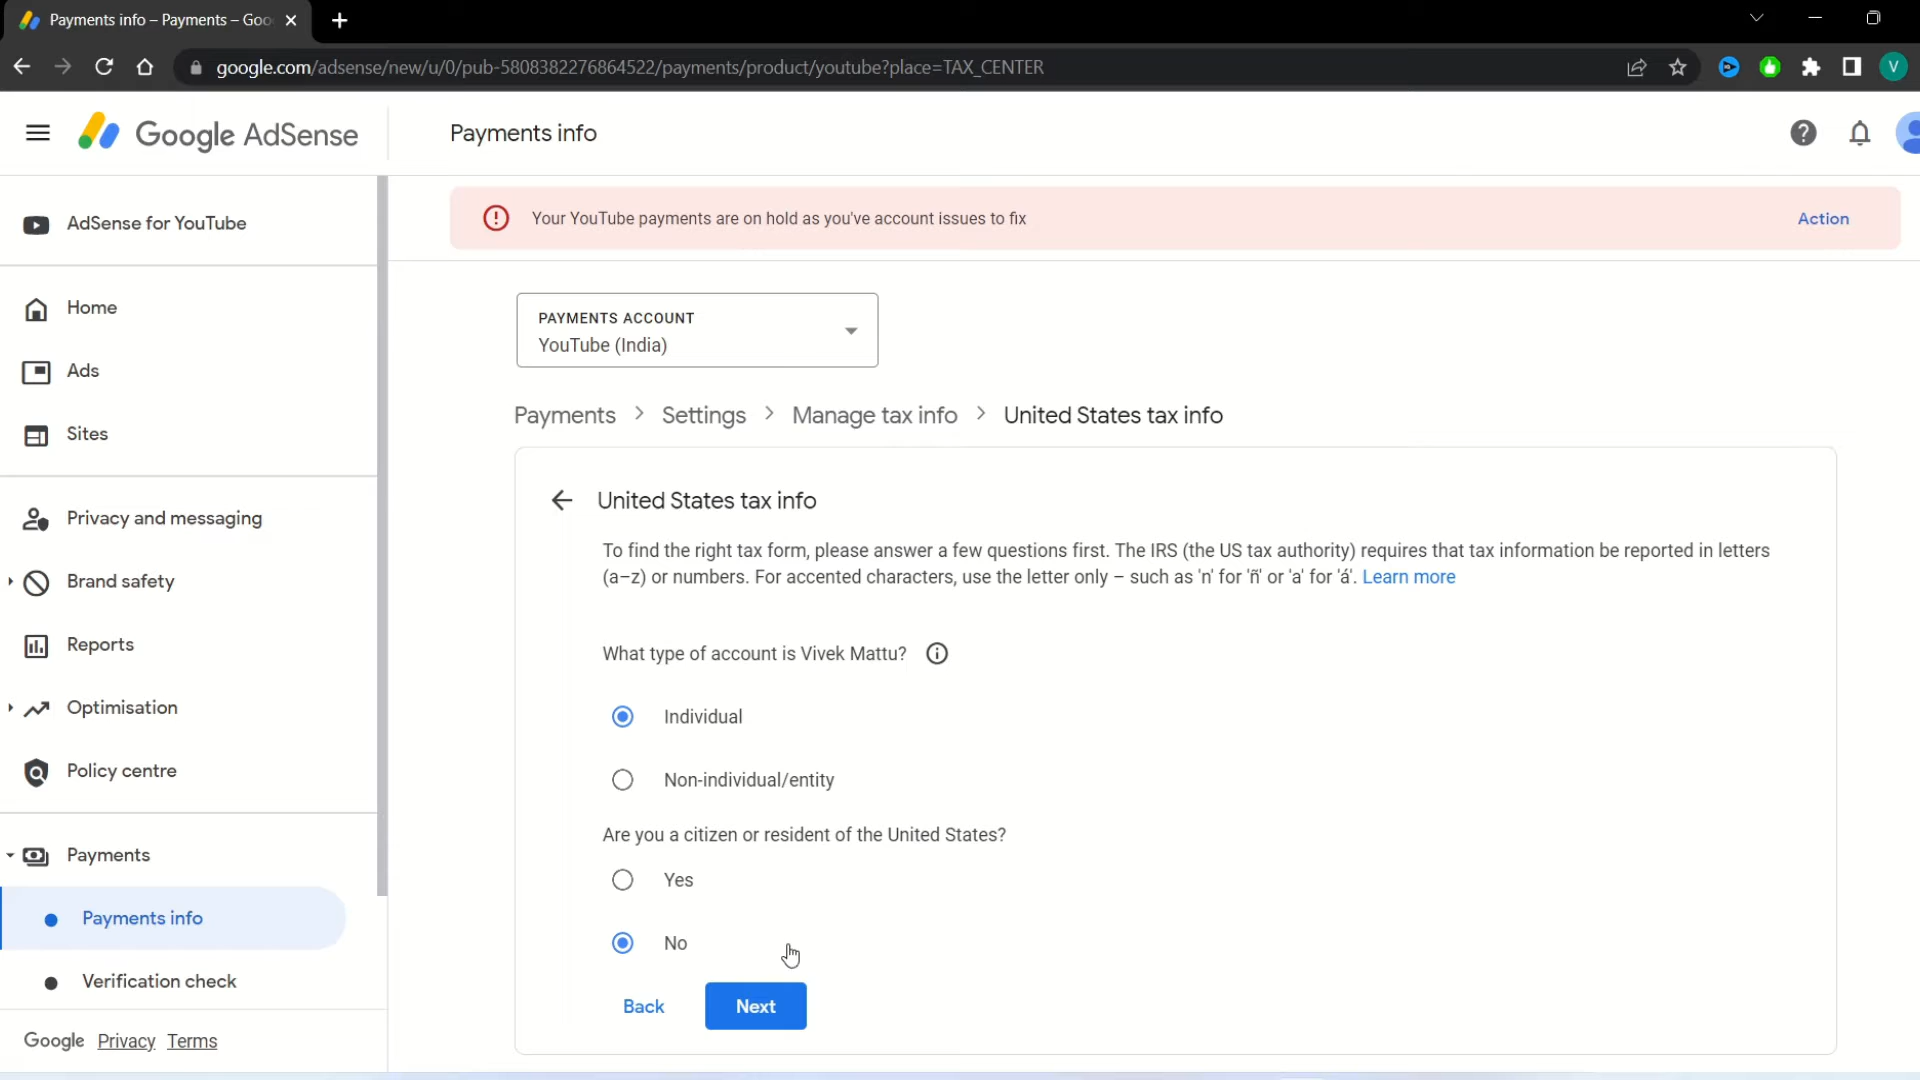 Payments info – Payments – Goo
google.com/adsense/new/u/0/pub-5808382276864522/payments/product/youtube?place=TAX_CENTER
V
Google AdSense
Payments info
AdSense for YouTube
Your YouTube payments are on hold as you've account issues to fix
Action
Home
Ads
Sites
Privacy and messaging
Brand safety
Reports
Optimisation
Policy centre
Payments
Payments info
Verification check
Google Privacy Terms
PAYMENTS ACCOUNT
YouTube (India)
Payments > Settings > Manage tax info > United States tax info
United States tax info
To find the right tax form, please answer a few questions first. The IRS (the US tax authority) requires that tax information be reported in letters
(a–z) or numbers. For accented characters, use the letter only – such as 'n' for 'ñ' or 'a' for 'á'. Learn more
What type of account is Vivek Mattu?
Individual
Non-individual/entity
Are you a citizen or resident of the United States?
Yes
No
Back
Next